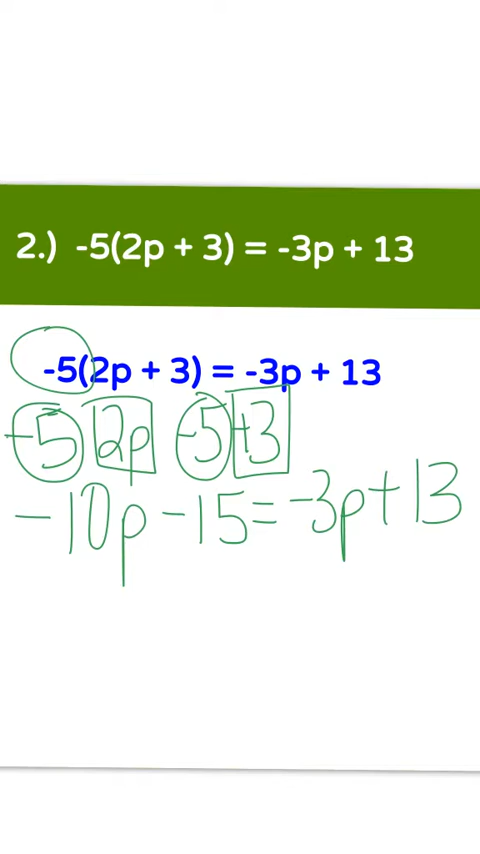 2.) -5(2p + 3) = -3p + 13
-5(2p + 3) = -3p + 13
-5 2p -5 +3
-10p -15 = -3p + 13